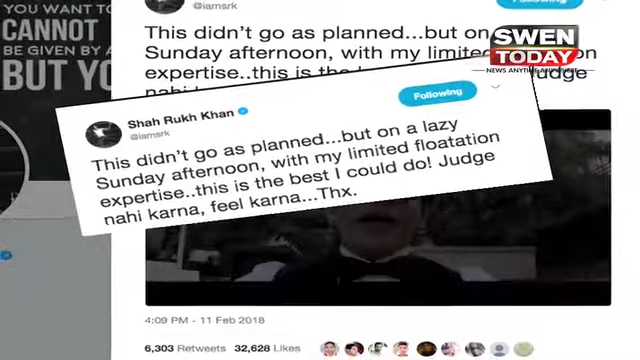 YOU WANT TO
CANNOT
BE GIVEN BY A
BUT YO
@iamsrk
Following
This didn't go as planned...but on
Sunday afternoon, with my limited on
expertise..this is the Judge
nahi
SWEN
TODAY
NEWS ANYTIME
Shah Rukh Khan
@iamsrk
Following
This didn't go as planned...but on a lazy
Sunday afternoon, with my limited floatation
expertise..this is the best I could do! Judge
nahi karna, feel karna...Thx.
4:09 PM - 11 Feb 2018
6,303 Retweets 32,628 Likes